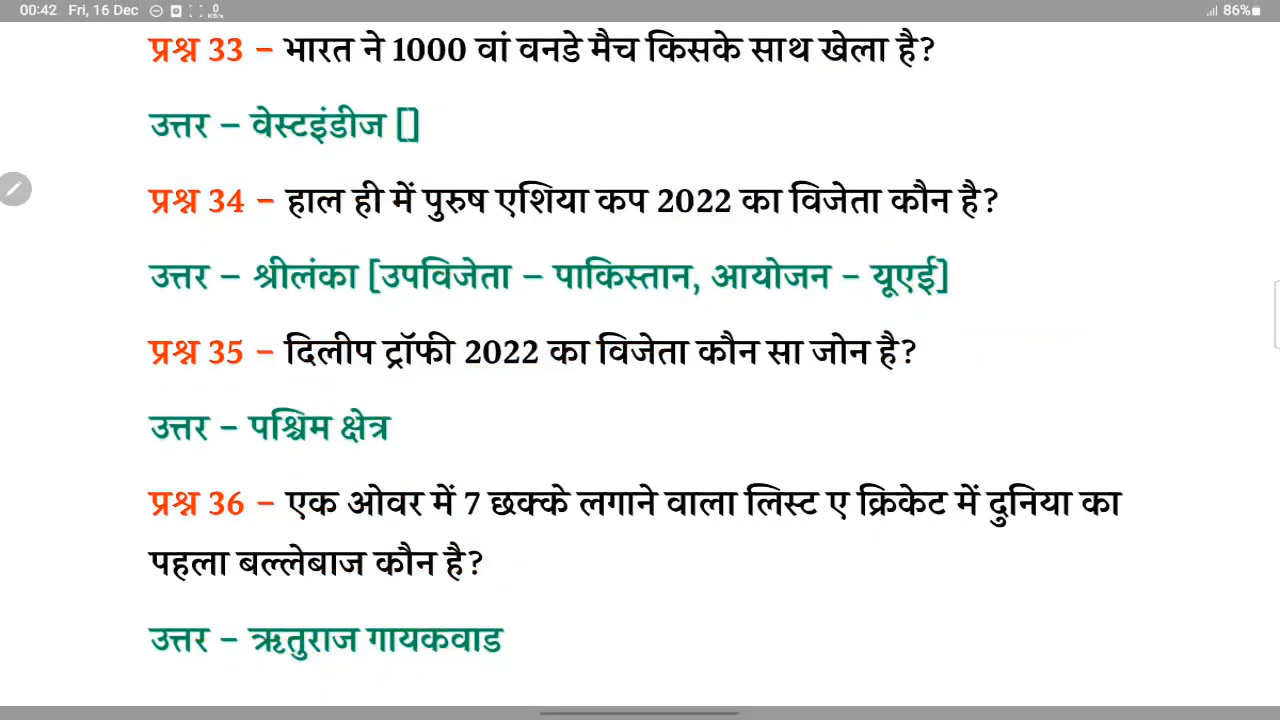 00:42 Fri, 16 Dec 0 KB/s 86%
प्रश्न 33 – भारत ने 1000 वां वनडे मैच किसके साथ खेला है?
उत्तर – वेस्टइंडीज []
प्रश्न 34 – हाल ही में पुरुष एशिया कप 2022 का विजेता कौन है?
उत्तर – श्रीलंका [उपविजेता – पाकिस्तान, आयोजन – यूएई]
प्रश्न 35 – दिलीप ट्रॉफी 2022 का विजेता कौन सा जोन है?
उत्तर – पश्चिम क्षेत्र
प्रश्न 36 – एक ओवर में 7 छक्के लगाने वाला लिस्ट ए क्रिकेट में दुनिया का
पहला बल्लेबाज कौन है?
उत्तर – ऋतुराज गायकवाड